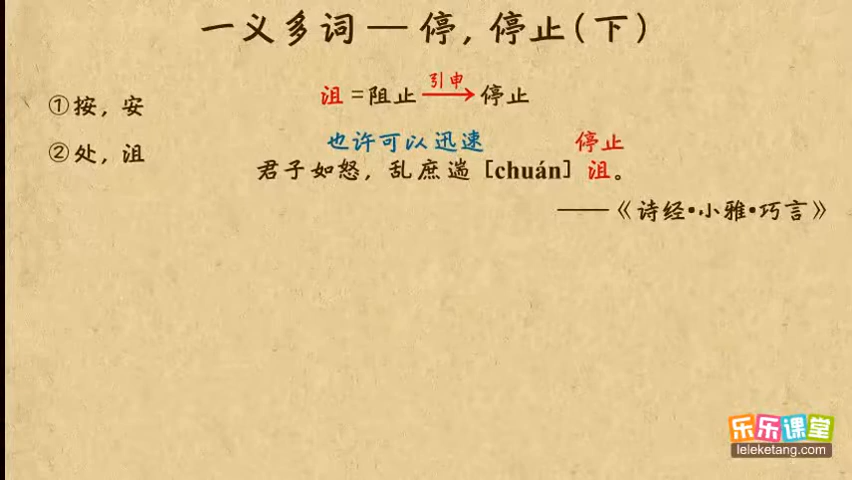 一义多词 — 停，停止（下）
①按，安
②处，沮
引申
沮 =阻止 → 停止
也许可以迅速 停止
君子如怒，乱庶遄［chuán］沮。
——《诗经•小雅•巧言》
乐乐课堂
leleketang.com